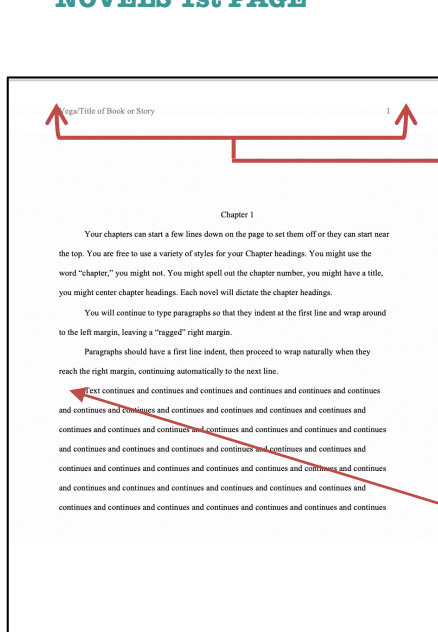 NOVELS 1st PAGE
Vega/Title of Book or Story 1
Chapter 1
Your chapters can start a few lines down on the page to set them off or they can start near
the top. You are free to use a variety of styles for your Chapter headings. You might use the
word “chapter,” you might not. You might spell out the chapter number, you might have a title,
you might center chapter headings. Each novel will dictate the chapter headings.
You will continue to type paragraphs so that they indent at the first line and wrap around
to the left margin, leaving a “ragged” right margin.
Paragraphs should have a first line indent, then proceed to wrap naturally when they
reach the right margin, continuing automatically to the next line.
Text continues and continues and continues and continues and continues and continues
and continues and continues and continues and continues and continues and continues and
continues and continues and continues and continues and continues and continues and continues
and continues and continues and continues and continues and continues and continues and
continues and continues and continues and continues and continues and continues and continues
and continues and continues and continues and continues and continues and continues and
continues and continues and continues and continues and continues and continues and continues